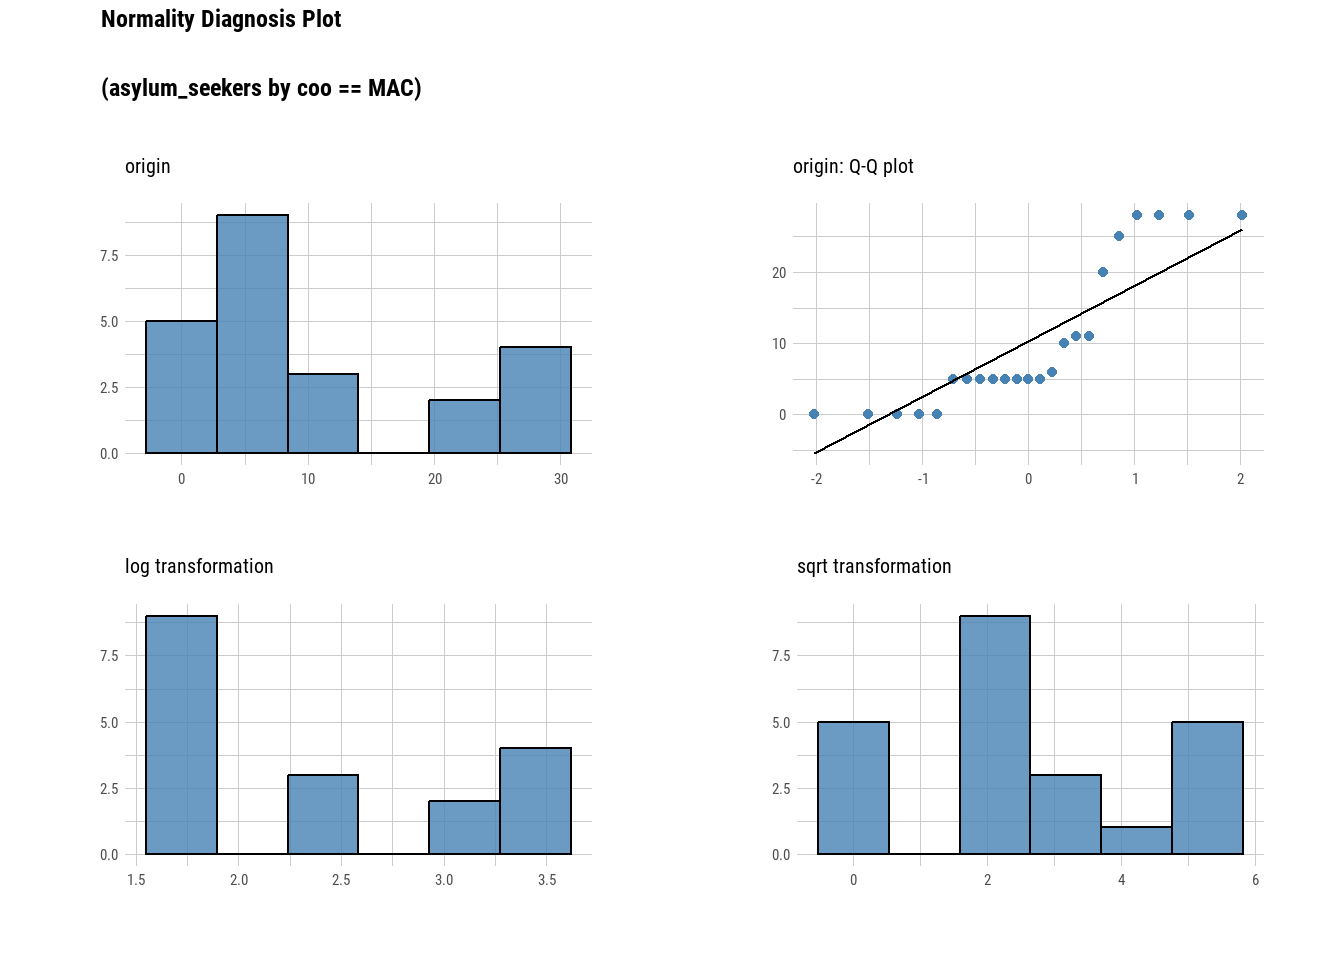 Normality Diagnosis Plot
(asylum_seekers by coo == MAC)
origin
7.5
5.0
2.5
0.0
0 10 20 30
origin: Q-Q plot
20
10
0
-2 -1 0 1 2
log transformation
7.5
5.0
2.5
0.0
1.5 2.0 2.5 3.0 3.5
sqrt transformation
7.5
5.0
2.5
0.0
0 2 4 6